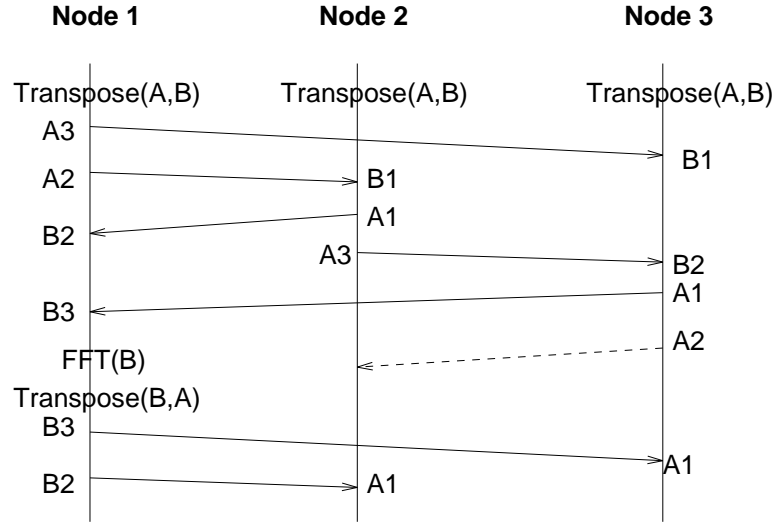 Node 1 Node 2 Node 3
Transpose(A,B) Transpose(A,B) Transpose(A,B)
A3 B1
A2 B1
A1
B2
A3 B2
A1
B3
A2
FFT(B)
Transpose(B,A)
B3
A1
B2 A1